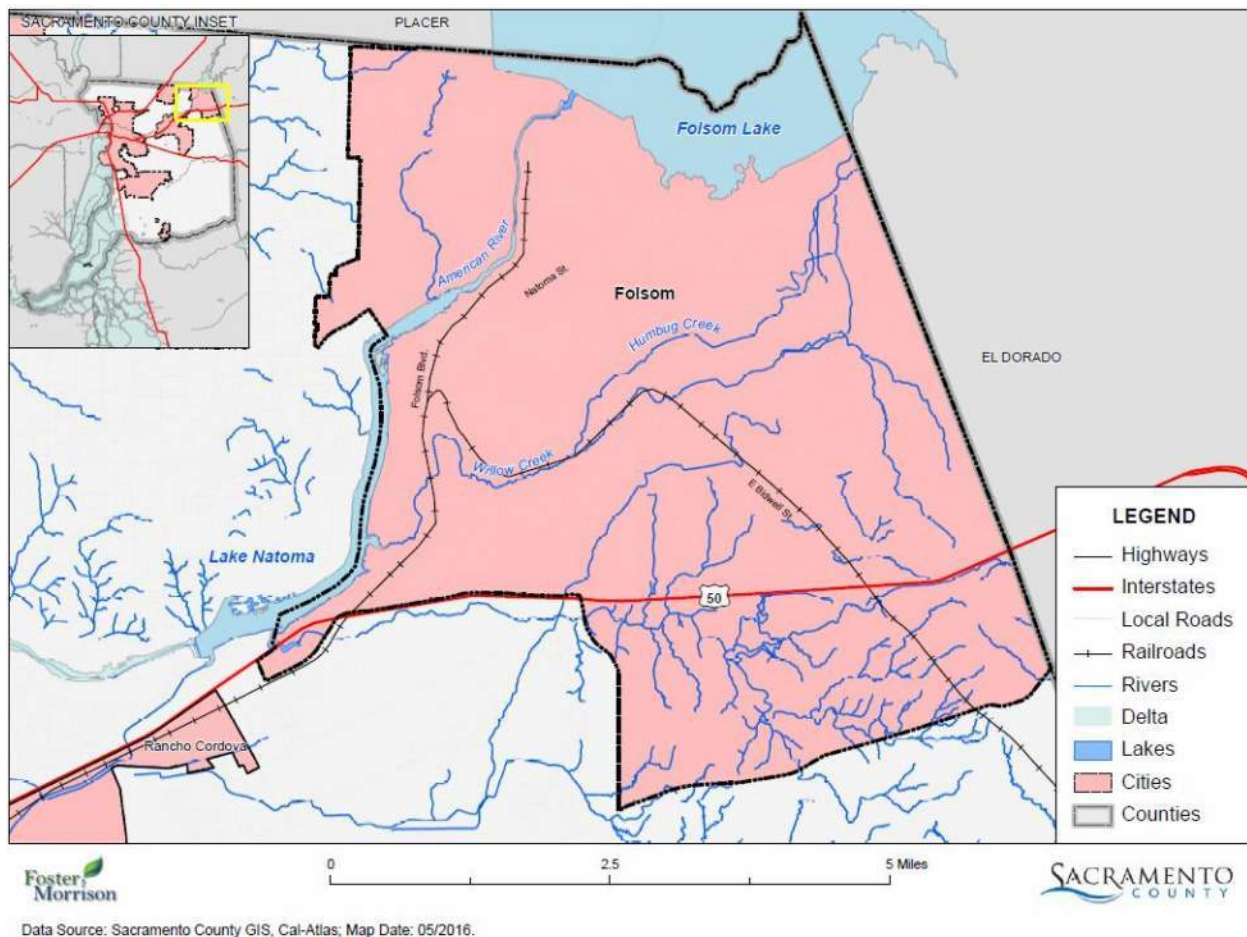 SACRAMENTO COUNTY INSET
PLACER
Folsom Lake
American River
Natoma St.
Folsom
Humbug Creek
EL DORADO
Folsom Blvd.
Willow Creek
E Bidwell St.
Lake Natoma
50
Rancho Cordova
LEGEND
Highways
Interstates
Local Roads
Railroads
Rivers
Delta
Lakes
Cities
Counties
Foster
Morrison
0 2.5 5 Miles
SACRAMENTO
COUNTY
Data Source: Sacramento County GIS, Cal-Atlas; Map Date: 05/2016.